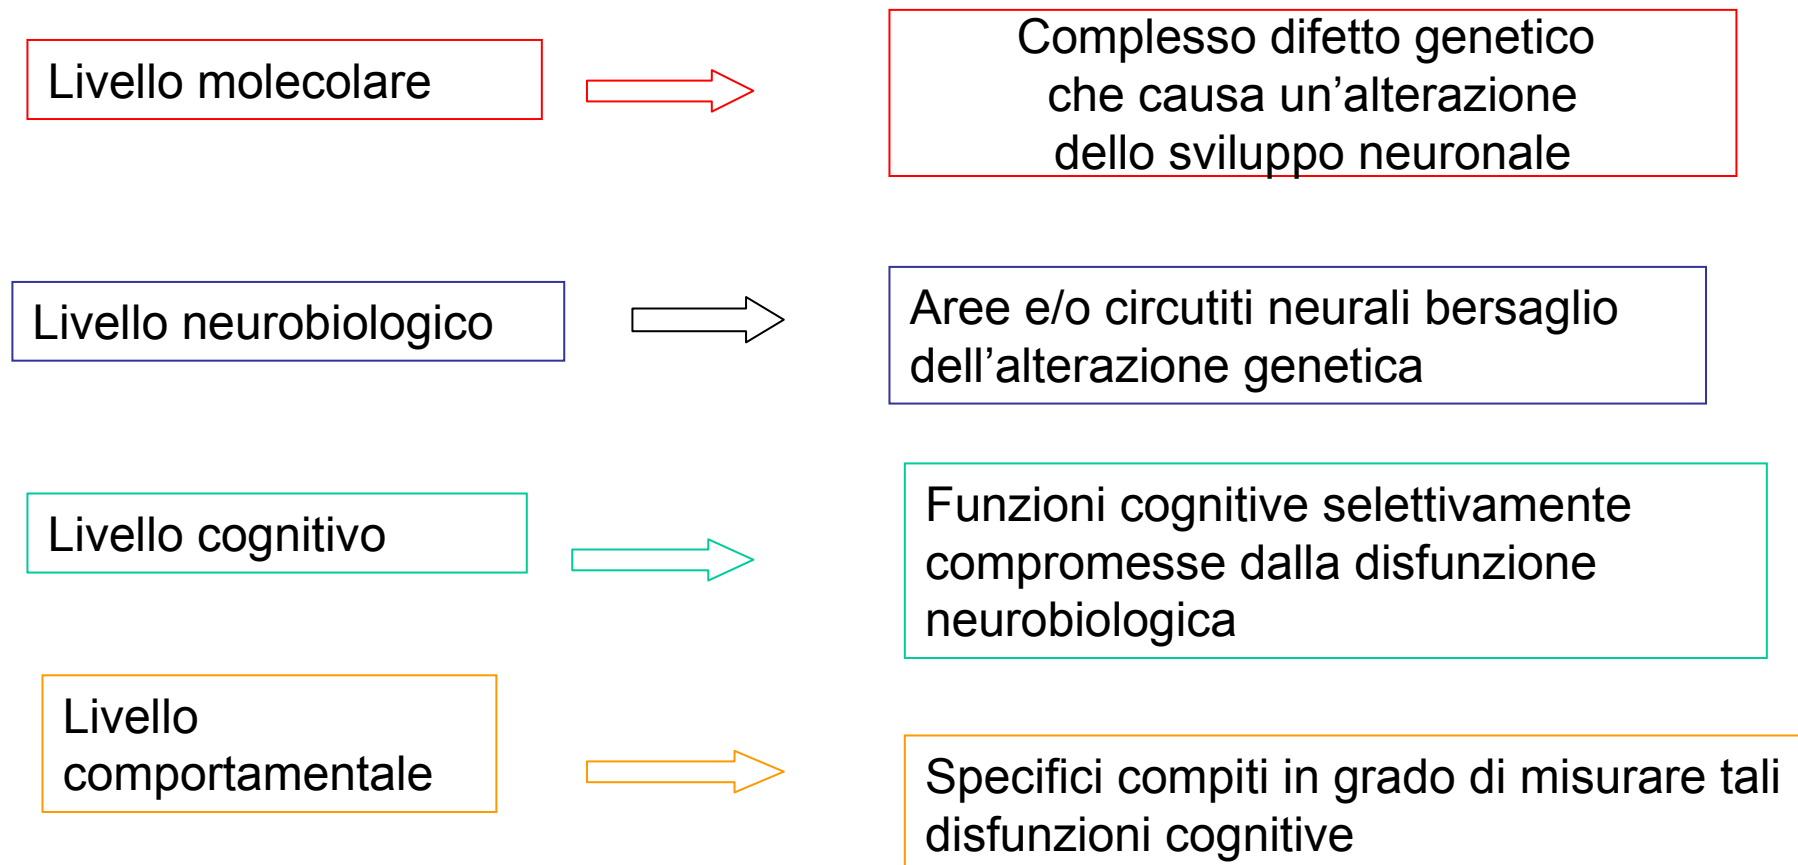 Livello molecolare
Complesso difetto genetico
che causa un’alterazione
dello sviluppo neuronale
Livello neurobiologico
Aree e/o circutiti neurali bersaglio
dell’alterazione genetica
Livello cognitivo
Funzioni cognitive selettivamente
compromesse dalla disfunzione
neurobiologica
Livello
comportamentale
Specifici compiti in grado di misurare tali
disfunzioni cognitive